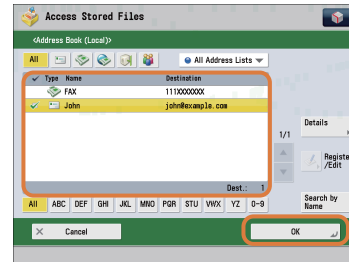 Access Stored Files
<Address Book (Local)>
All
All Address Lists
Type Name Destination
FAX 111XXXXXXX
John john@example.com
1/1
Details
Registe
/Edit
Dest.: 1
All ABC DEF GHI JKL MNO PQR STU VWX YZ 0-9
Search by
Name
Cancel
OK